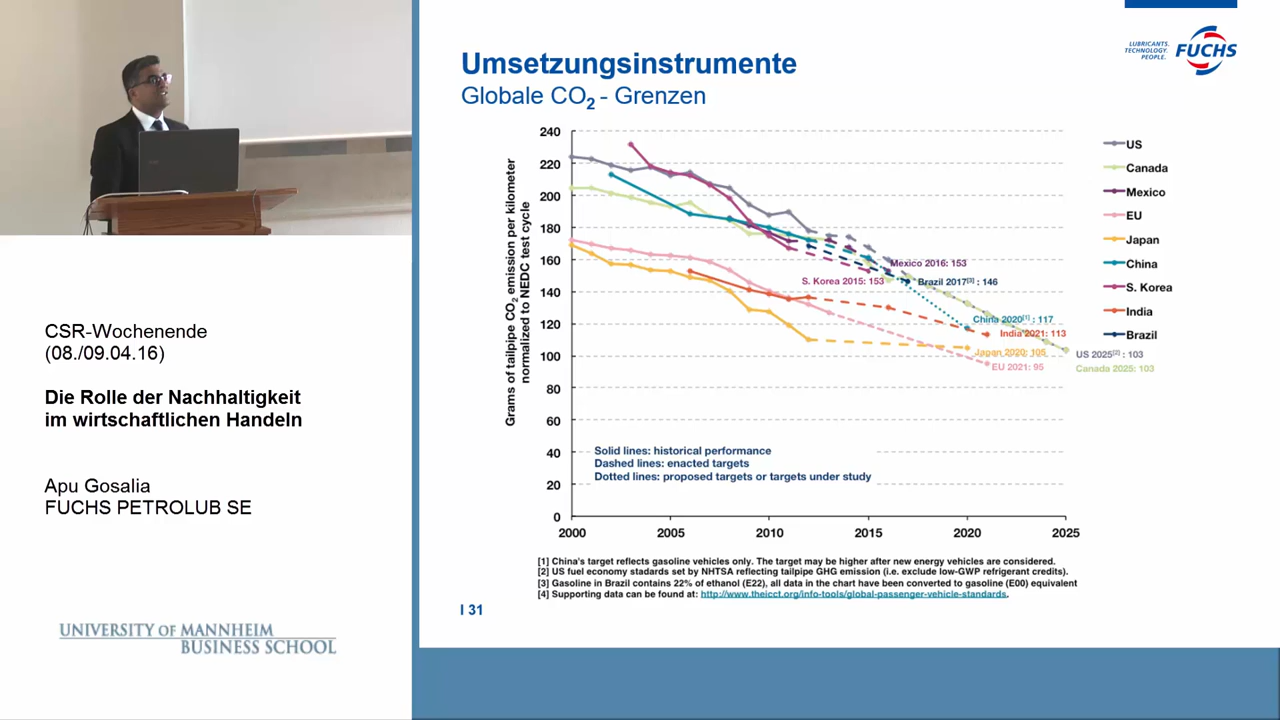 LUBRICANTS.
TECHNOLOGY.
PEOPLE.
FUCHS
Umsetzungsinstrumente
Globale CO2 - Grenzen
CSR-Wochenende
(08./09.04.16)
Die Rolle der Nachhaltigkeit
im wirtschaftlichen Handeln
Apu Gosalia
FUCHS PETROLUB SE
UNIVERSITY OF MANNHEIM
BUSINESS SCHOOL
Grams of tailpipe CO2 emission per kilometer
normalized to NEDC test cycle
240
220
200
180
160
140
120
100
80
60
40
20
0
2000
2005
2010
2015
2020
2025
US
Canada
Mexico
EU
Japan
China
S. Korea
India
Brazil
Mexico 2016: 153
S. Korea 2015: 153
Brazil 2017[3] : 146
China 2020[1] : 117
India 2021: 113
Japan 2020: 105
EU 2021: 95
US 2025[2] : 103
Canada 2025: 103
Solid lines: historical performance
Dashed lines: enacted targets
Dotted lines: proposed targets or targets under study
[1] China's target reflects gasoline vehicles only. The target may be higher after new energy vehicles are considered.
[2] US fuel economy stadards set by NHTSA reflecting tailpipe GHG emission (i.e. exclude low-GWP refrigerant credits).
[3] Gasoline in Brazil contains 22% of ethanol (E22), all data in the chart have been converted to gasoline (E00) equivalent
[4] Supporting data can be found at: http://www.theicct.org/info-tools/global-passenger-vehicle-standards.
I 31